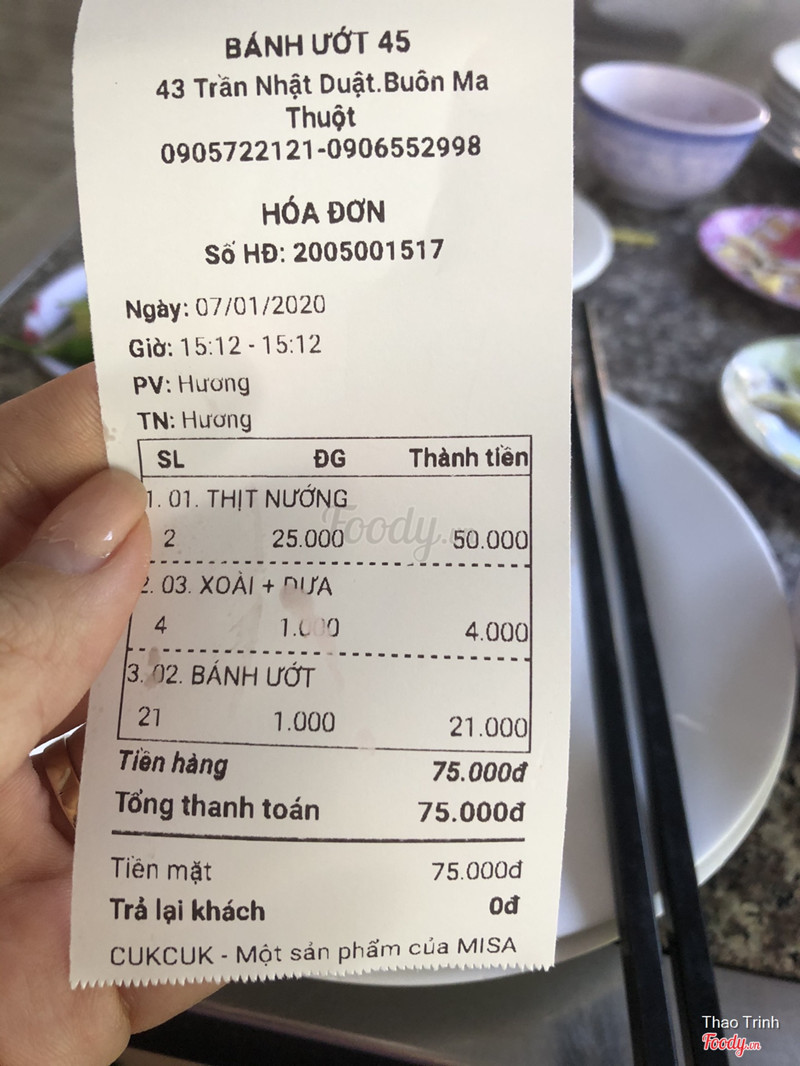 BÁNH ƯỚT 45
43 Trần Nhật Duật.Buôn Ma
Thuột
0905722121-0906552998
HÓA ĐƠN
Số HĐ: 2005001517
Ngày: 07/01/2020
Giờ: 15:12 - 15:12
PV: Hương
TN: Hương
SL ĐG Thành tiền
1. 01. THỊT NƯỚNG
2 25.000 50.000
2. 03. XOÀI + DƯA
4 1.000 4.000
3. 02. BÁNH ƯỚT
21 1.000 21.000
Tiền hàng 75.000đ
Tổng thanh toán 75.000đ
Tiền mặt 75.000đ
Trả lại khách 0đ
CUKCUK - Một sản phẩm của MISA
Foody.vn
Thao Trinh
Foody.vn